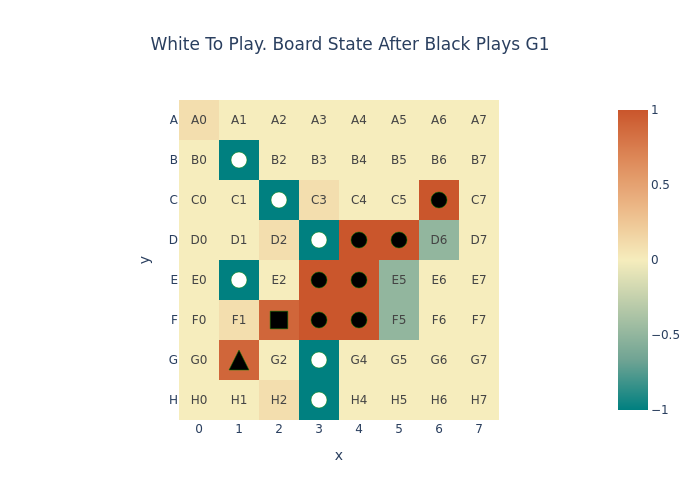 White To Play. Board State After Black Plays G1
A A0 A1 A2 A3 A4 A5 A6 A7
B B0 B2 B3 B4 B5 B6 B7
C C0 C1 C3 C4 C5 C7
D D0 D1 D2 D6 D7
E E0 E2 E5 E6 E7
F F0 F1 F5 F6 F7
G G0 G2 G4 G5 G6 G7
H H0 H1 H2 H4 H5 H6 H7
0 1 2 3 4 5 6 7
x
y
1
0.5
0
−0.5
−1